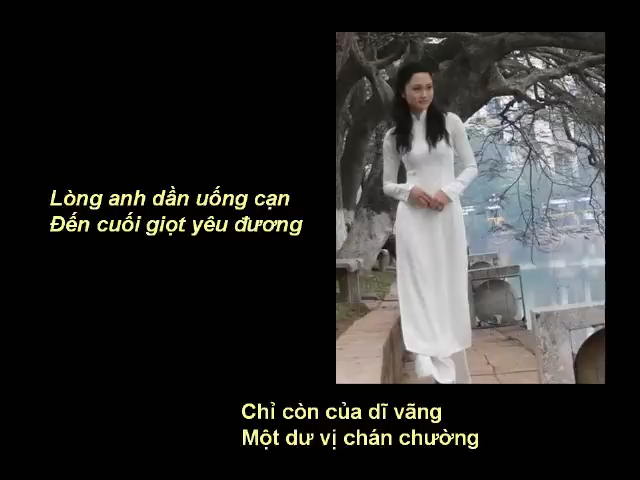 Lòng anh dần uống cạn
Đến cuối giọt yêu đương
Chỉ còn của dĩ vãng
Một dư vị chán chường